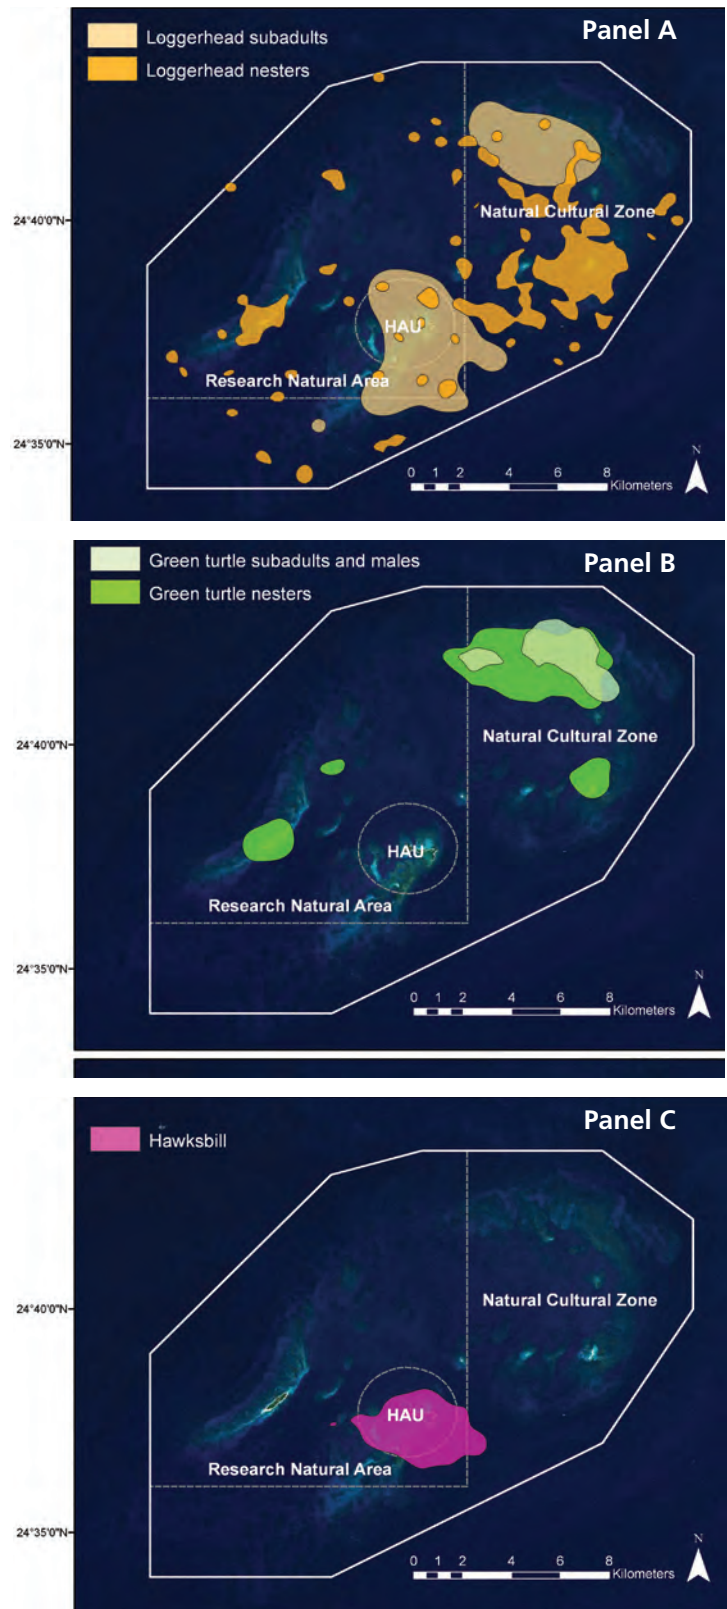 Panel A
Loggerhead subadults
Loggerhead nesters
24°40'0"N
Natural Cultural Zone
HAU
Research Natural Area
24°35'0"N
0 1 2 4 6 8
Kilometers
N
Panel B
Green turtle subadults and males
Green turtle nesters
24°40'0"N
Natural Cultural Zone
HAU
Research Natural Area
24°35'0"N
0 1 2 4 6 8
Kilometers
N
Panel C
Hawksbill
24°40'0"N
Natural Cultural Zone
HAU
Research Natural Area
24°35'0"N
0 1 2 4 6 8
Kilometers
N